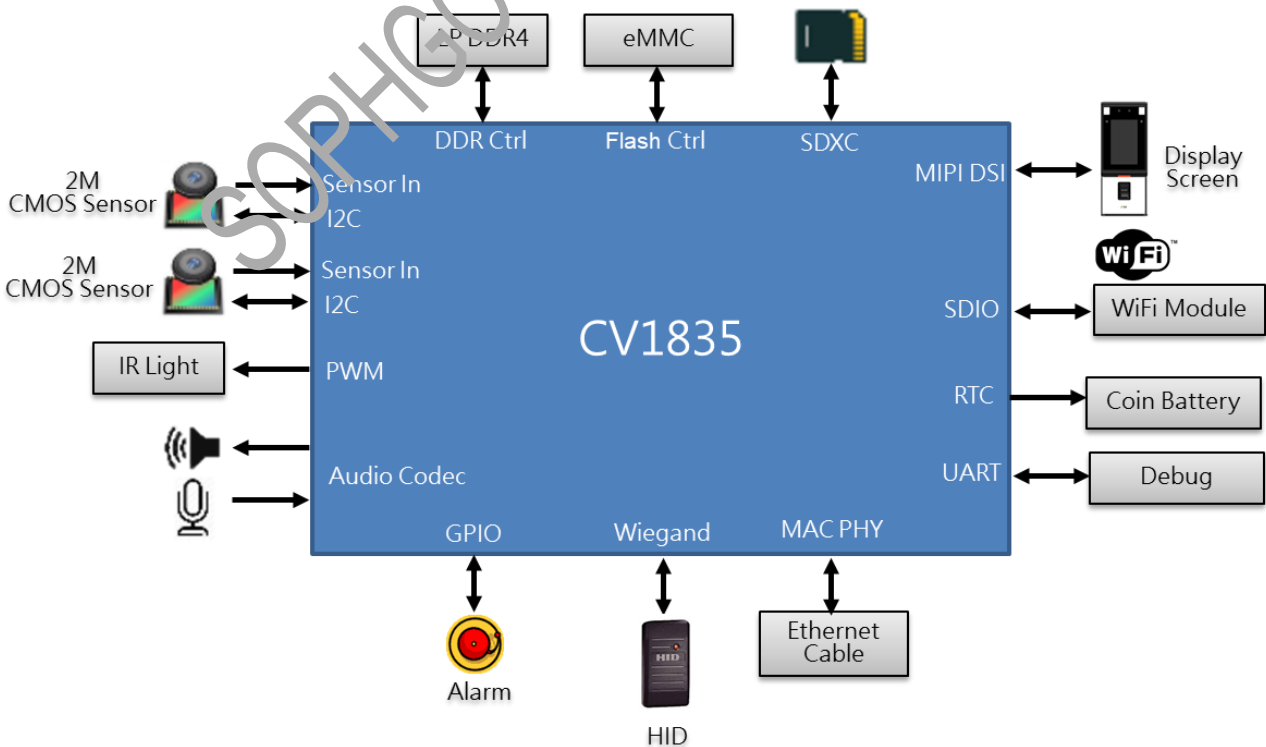 LPDDR4
eMMC
DDR Ctrl
Flash Ctrl
SDXC
SOPHGO
2M
CMOS Sensor
Sensor In
I2C
2M
CMOS Sensor
Sensor In
I2C
IR Light
PWM
Audio Codec
CV1835
MIPI DSI
Display
Screen
WiFi™
SDIO
WiFi Module
RTC
Coin Battery
UART
Debug
GPIO
Wiegand
MAC PHY
Alarm
HID
HID
Ethernet
Cable